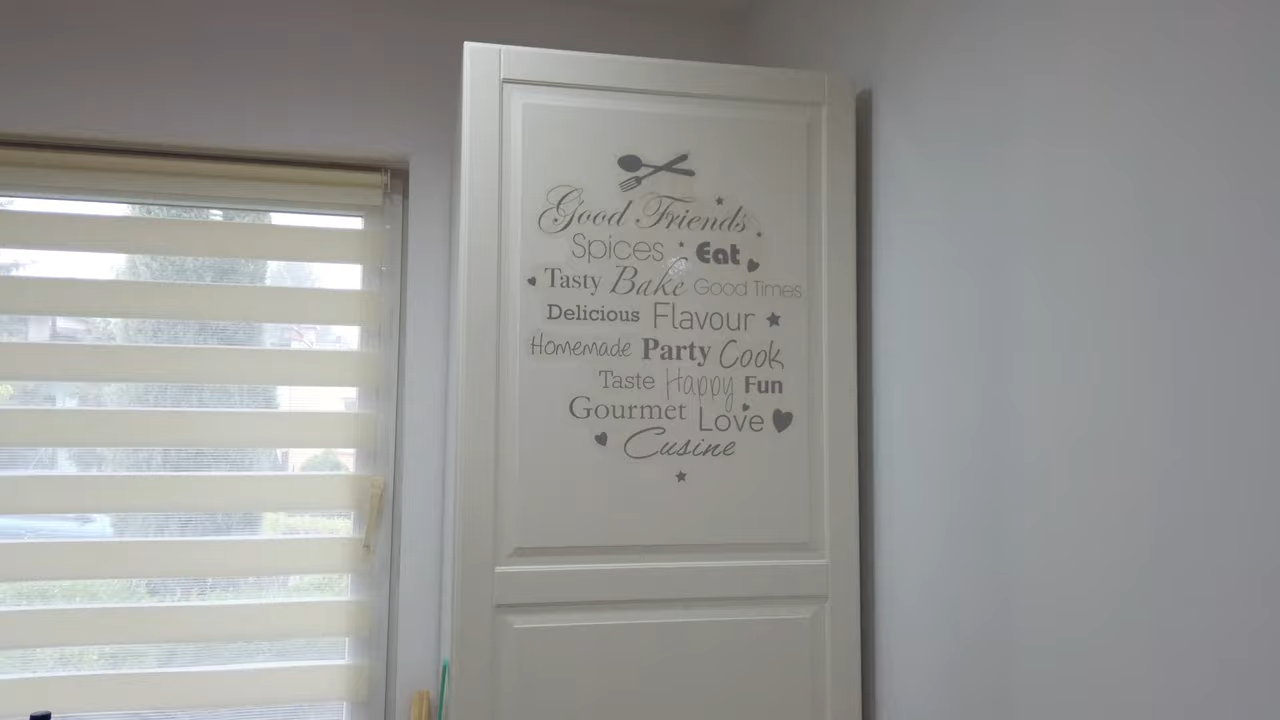 Good Friends
Spices Eat
Tasty Bake Good Times
Delicious Flavour
Homemade Party Cook
Taste Happy Fun
Gourmet Love
Cusine